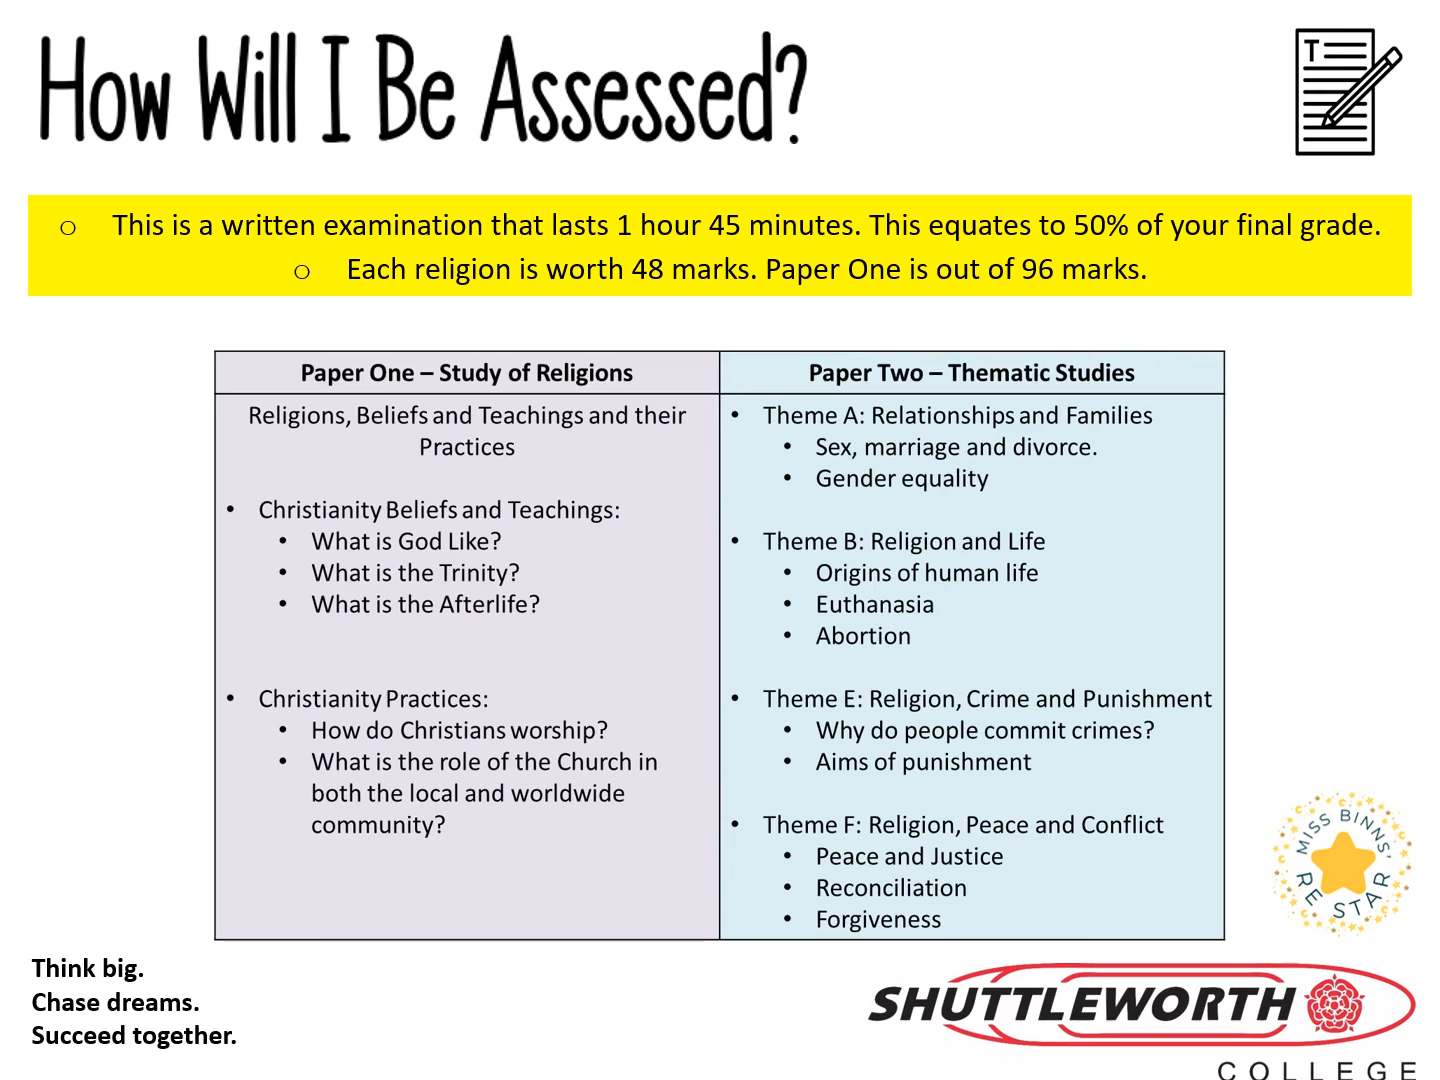 How Will I Be Assessed?
T
o This is a written examination that lasts 1 hour 45 minutes. This equates to 50% of your final grade.
o Each religion is worth 48 marks. Paper One is out of 96 marks.
Paper One – Study of Religions
Religions, Beliefs and Teachings and their
Practices
• Christianity Beliefs and Teachings:
• What is God Like?
• What is the Trinity?
• What is the Afterlife?
• Christianity Practices:
• How do Christians worship?
• What is the role of the Church in
both the local and worldwide
community?
Paper Two – Thematic Studies
• Theme A: Relationships and Families
• Sex, marriage and divorce.
• Gender equality
• Theme B: Religion and Life
• Origins of human life
• Euthanasia
• Abortion
• Theme E: Religion, Crime and Punishment
• Why do people commit crimes?
• Aims of punishment
• Theme F: Religion, Peace and Conflict
• Peace and Justice
• Reconciliation
• Forgiveness
MISS BINNS'
RE STAR
Think big.
Chase dreams.
Succeed together.
SHUTTLEWORTH
COLLEGE